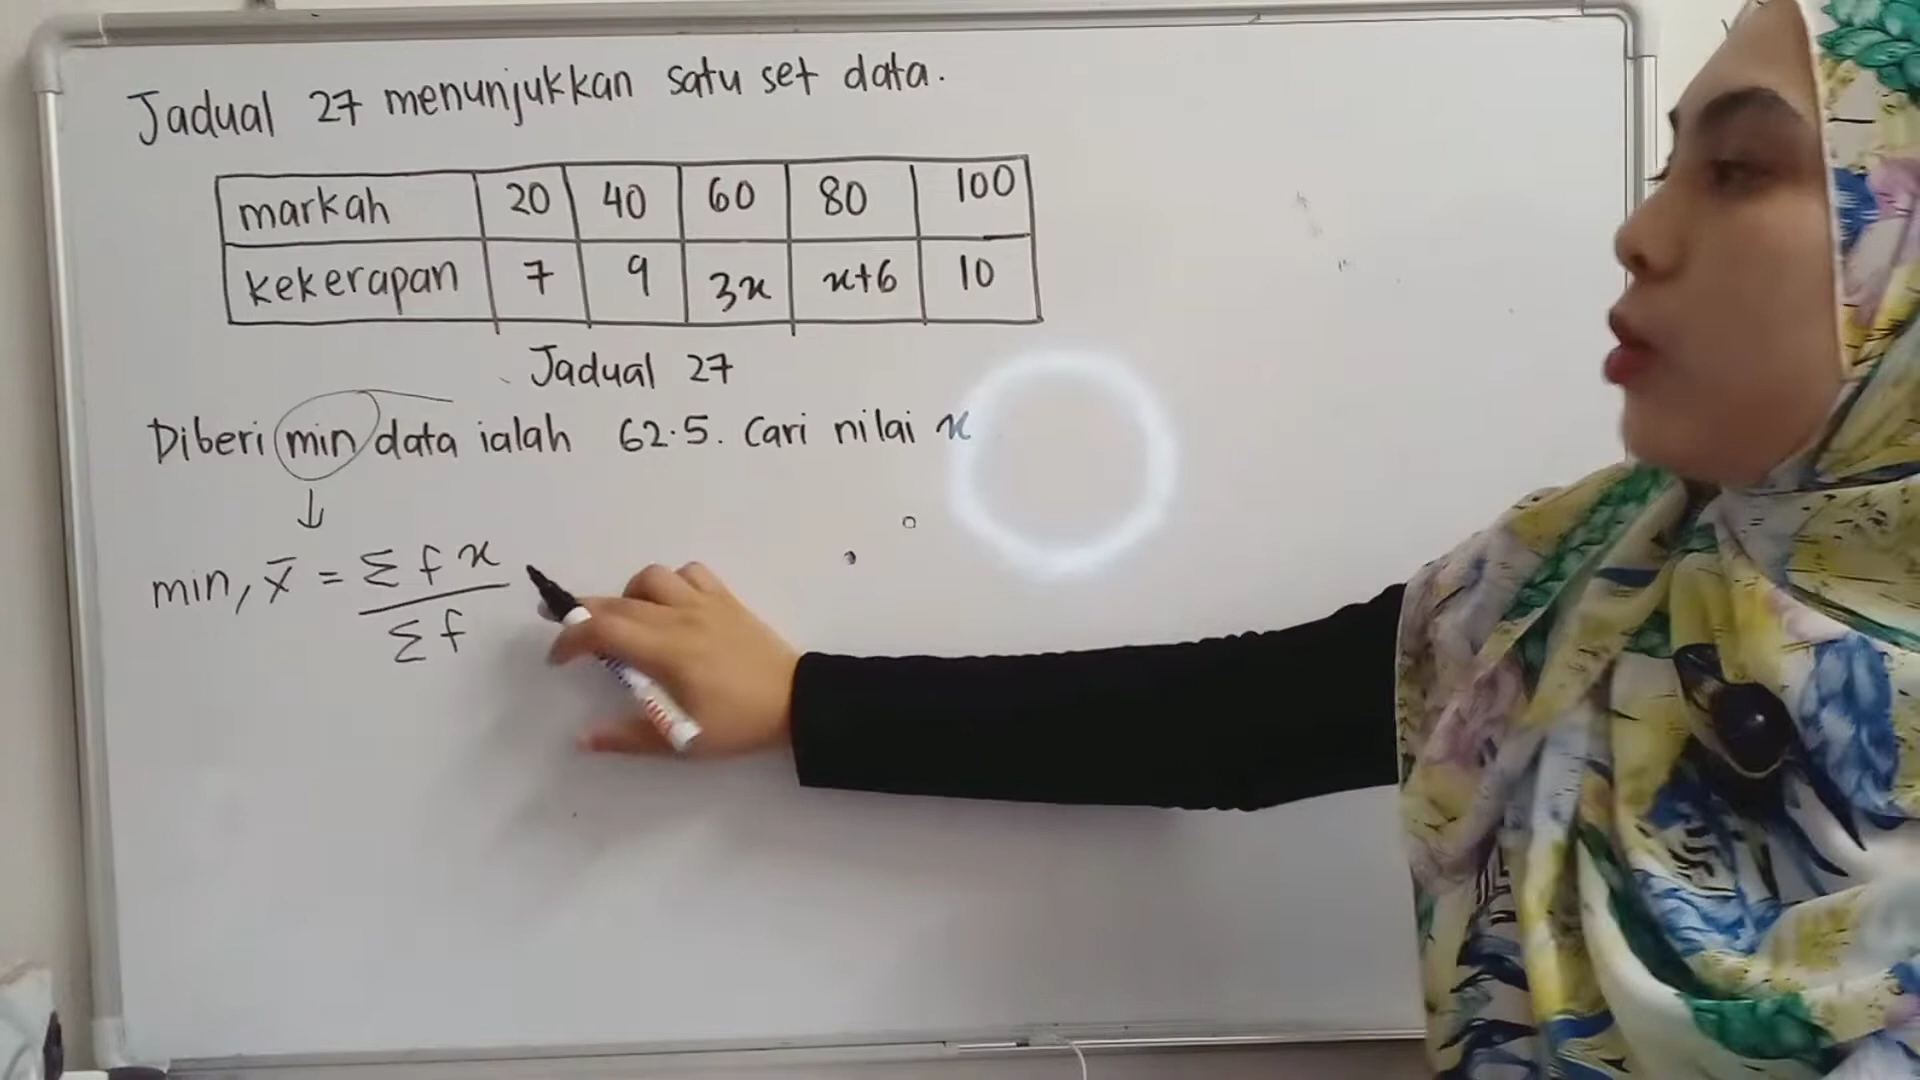 Jadual 27 menunjukkan satu set data.
markah 20 40 60 80 100
kekerapan 7 9 3x x+6 10
Jadual 27
Diberi min data ialah 62.5. Cari nilai x
min, x̄ = Σfx
Σf